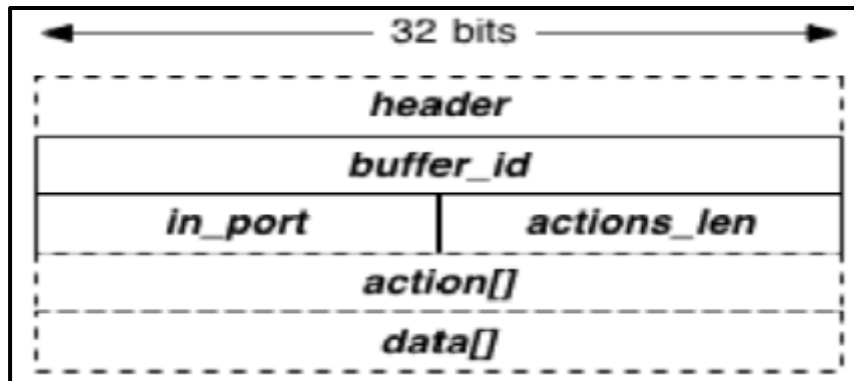 32 bits
header
buffer_id
in_port actions_len
action[]
data[]